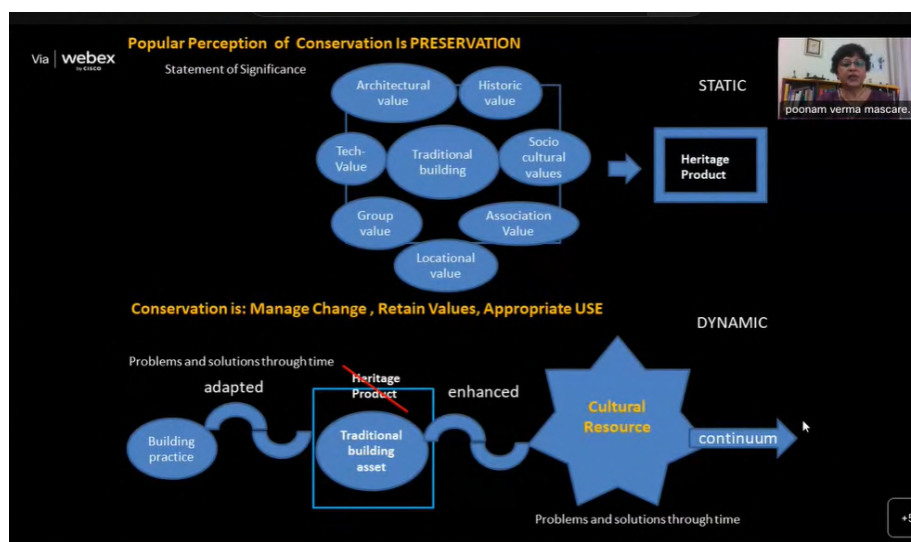 Popular Perception of Conservation Is PRESERVATION
Via | webex
by CISCO
Statement of Significance
Architectural
value
Historic
value
STATIC
poonam verma mascare.
Tech-
Value
Traditional
building
Socio
cultural
values
Heritage
Product
Group
value
Association
Value
Locational
value
Conservation is: Manage Change , Retain Values, Appropriate USE
DYNAMIC
Problems and solutions through time
adapted
Heritage
Product
enhanced
Building
practice
Traditional
building
asset
Cultural
Resource
continuum
Problems and solutions through time
+5